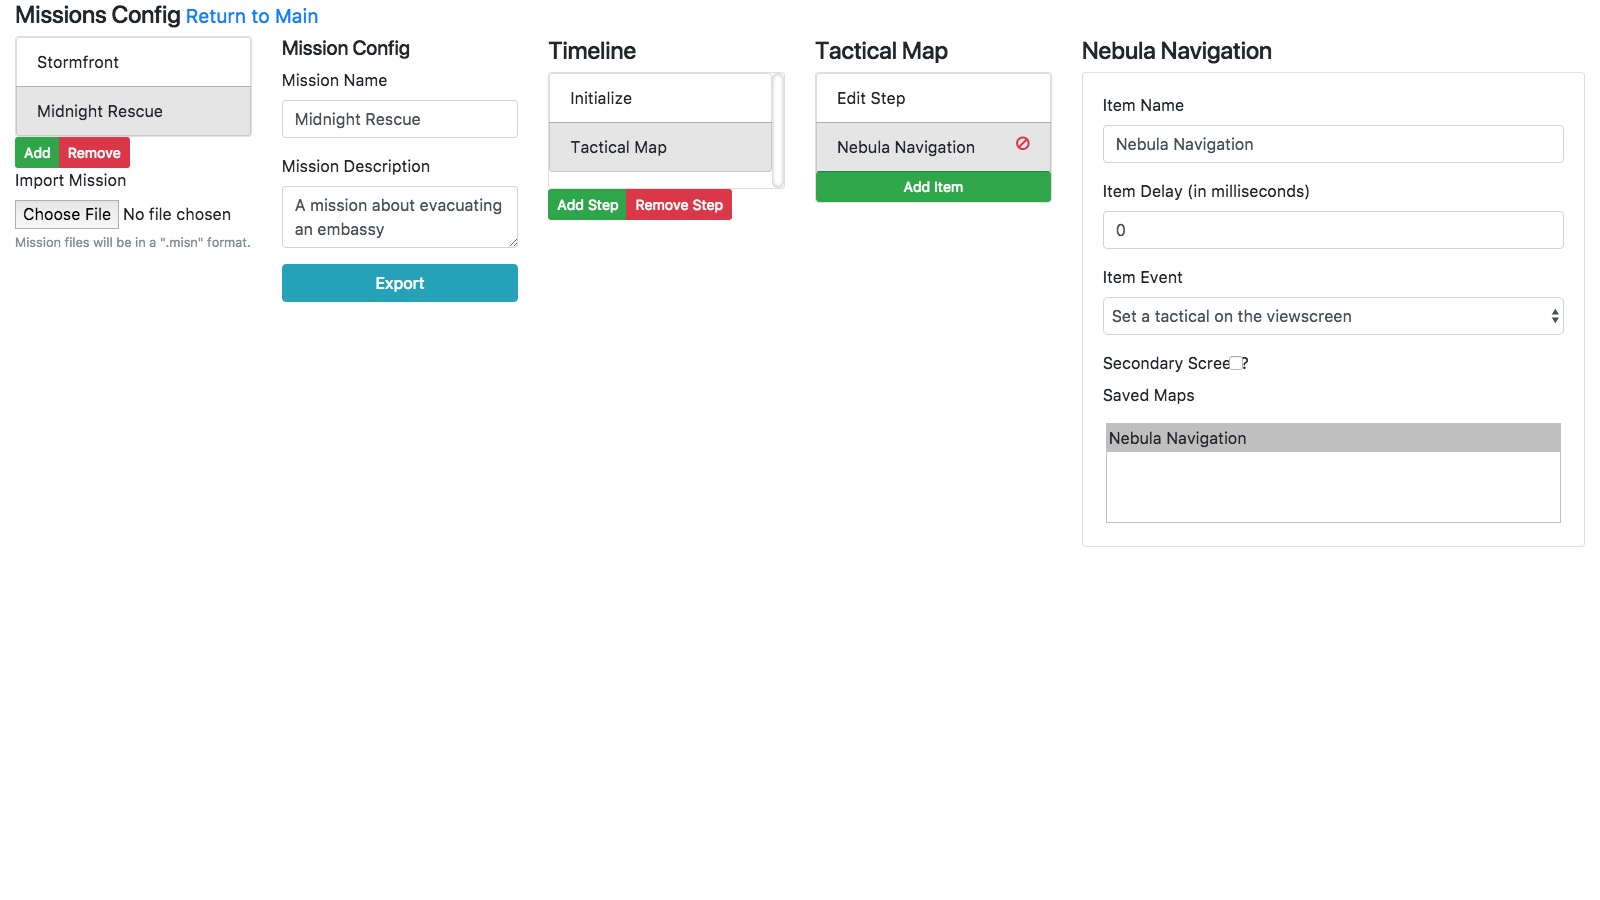 Missions Config Return to Main
Stormfront
Midnight Rescue
Add Remove
Import Mission
Choose File No file chosen
Mission files will be in a ".misn" format.
Mission Config
Mission Name
Midnight Rescue
Mission Description
A mission about evacuating
an embassy
Export
Timeline
Initialize
Tactical Map
Add Step Remove Step
Tactical Map
Edit Step
Nebula Navigation
Add Item
Nebula Navigation
Item Name
Nebula Navigation
Item Delay (in milliseconds)
0
Item Event
Set a tactical on the viewscreen
Secondary Screen?
Saved Maps
Nebula Navigation